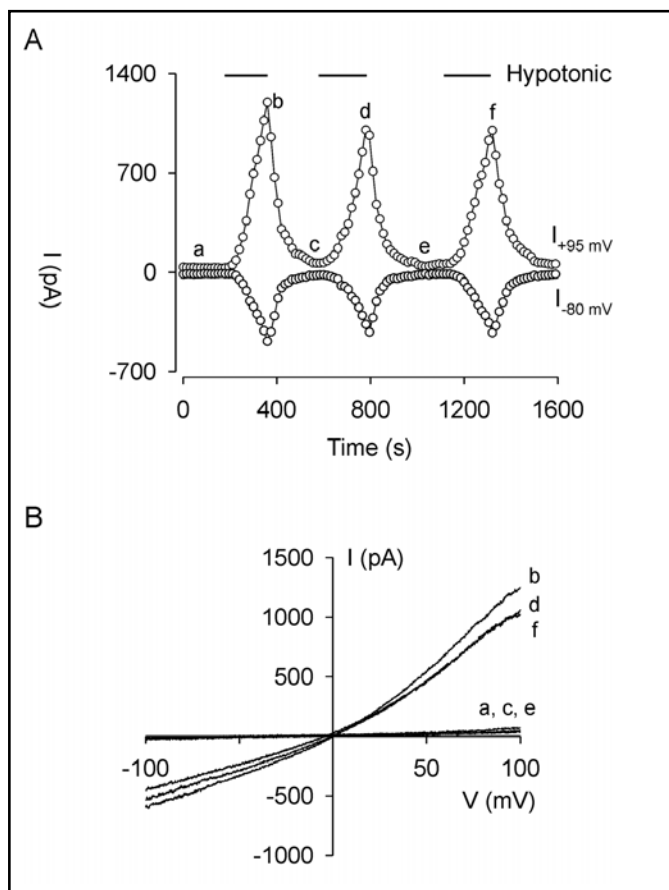 A
1400
700
0
-700
I (pA)
Hypotonic
a
b
c
d
e
f
I+95 mV
I-80 mV
0 400 800 1200 1600
Time (s)
B
1500
1000
500
-500
-1000
I (pA)
b
d
f
a, c, e
-100 50 100
V (mV)